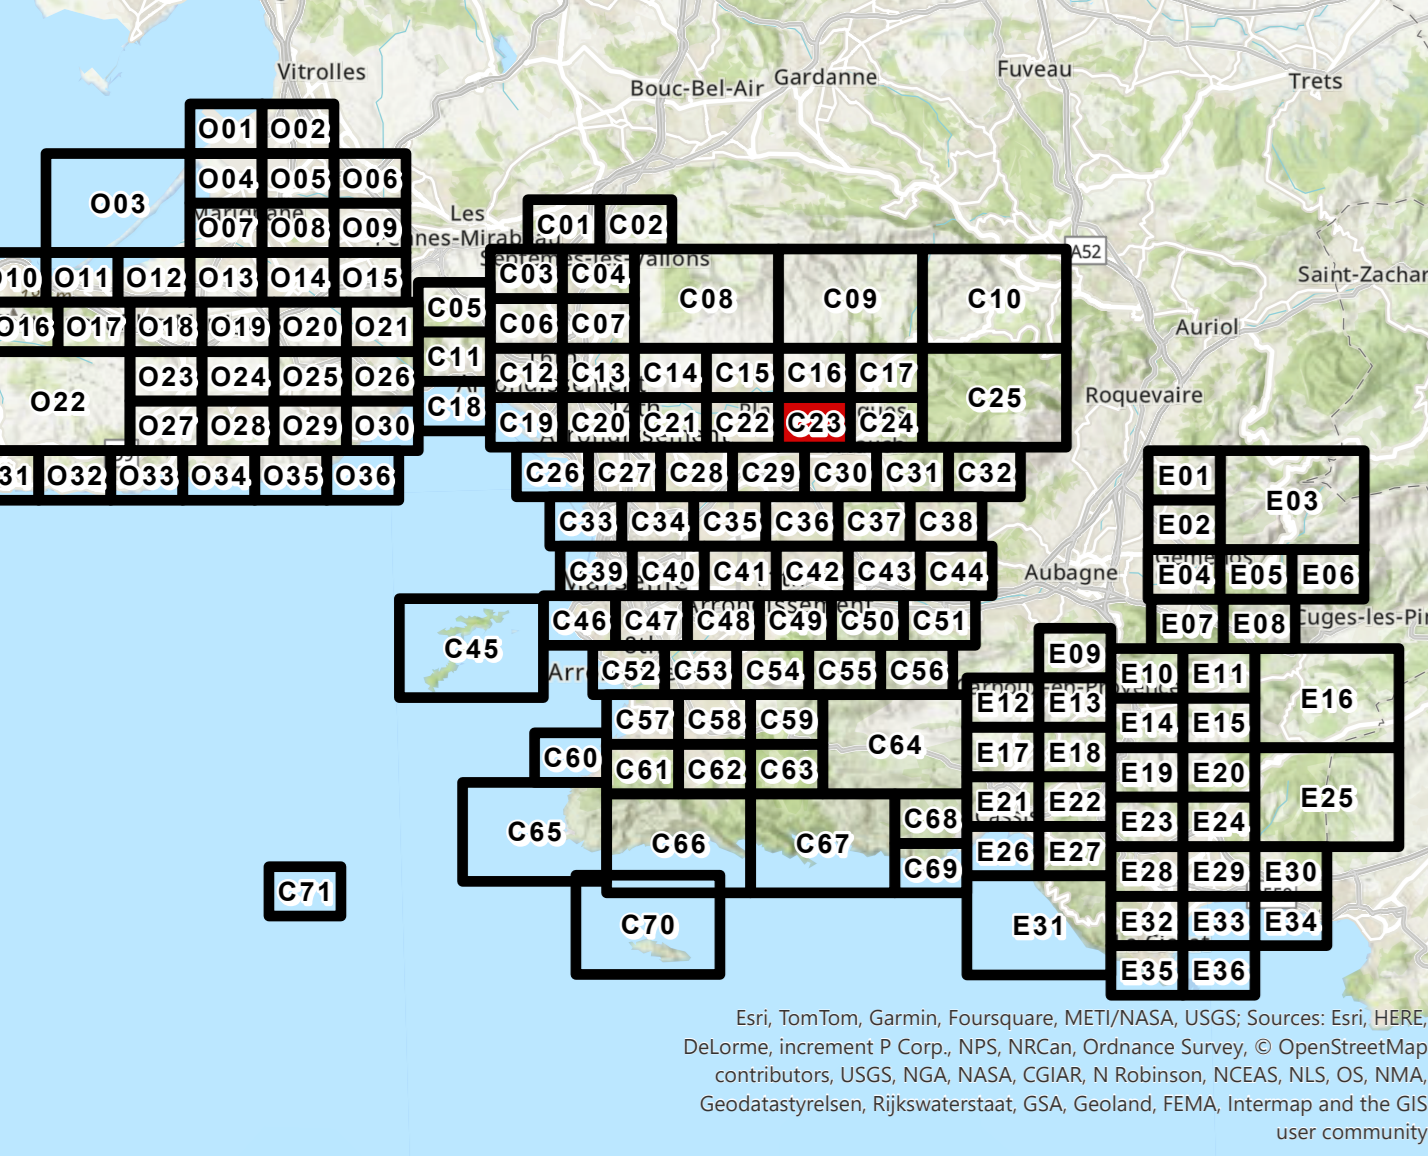 Vitrolles
Bouc-Bel-Air
Gardanne
Fuveau
Trets
O01 O02
O03
O04 O05 O06
O07 O08 O09
Les
C01 C02
A52
Saint-Zachar
O11 O12 O13 O14 O15
C03 C04
C08 C09 C10
C05
O16 O17 O18 O19 O20 O21
C06 C07
Auriol
C11
O22
O23 O24 O25 O26
C12 C13 C14 C15 C16 C17
C25
Roquevaire
C18
O27 O28 O29 O30
C19 C20 C21 C22 C23 C24
31 O32 O33 O34 O35 O36
C26 C27 C28 C29 C30 C31 C32
E01
E03
E02
C33 C34 C35 C36 C37 C38
C39 C40 C41 C42 C43 C44
Aubagne
E04 E05 E06
C45
C46 C47 C48 C49 C50 C51
E07 E08
Cuges-les-Pin
E09
C52 C53 C54 C55 C56
E10 E11
E16
E12 E13
C57 C58 C59
C64
E14 E15
C60
C61 C62 C63
E17 E18
E19 E20
E25
E21 E22
C65 C66 C67
C68
E23 E24
E26 E27
C69
E28 E29 E30
C71
C70
E31
E32 E33 E34
E35 E36
Esri, TomTom, Garmin, Foursquare, METI/NASA, USGS; Sources: Esri, HERE,
DeLorme, increment P Corp., NPS, NRCan, Ordnance Survey, © OpenStreetMap
contributors, USGS, NGA, NASA, CGIAR, N Robinson, NCEAS, NLS, OS, NMA,
Geodatastyrelsen, Rijkswaterstaat, GSA, Geoland, FEMA, Intermap and the GIS
user community